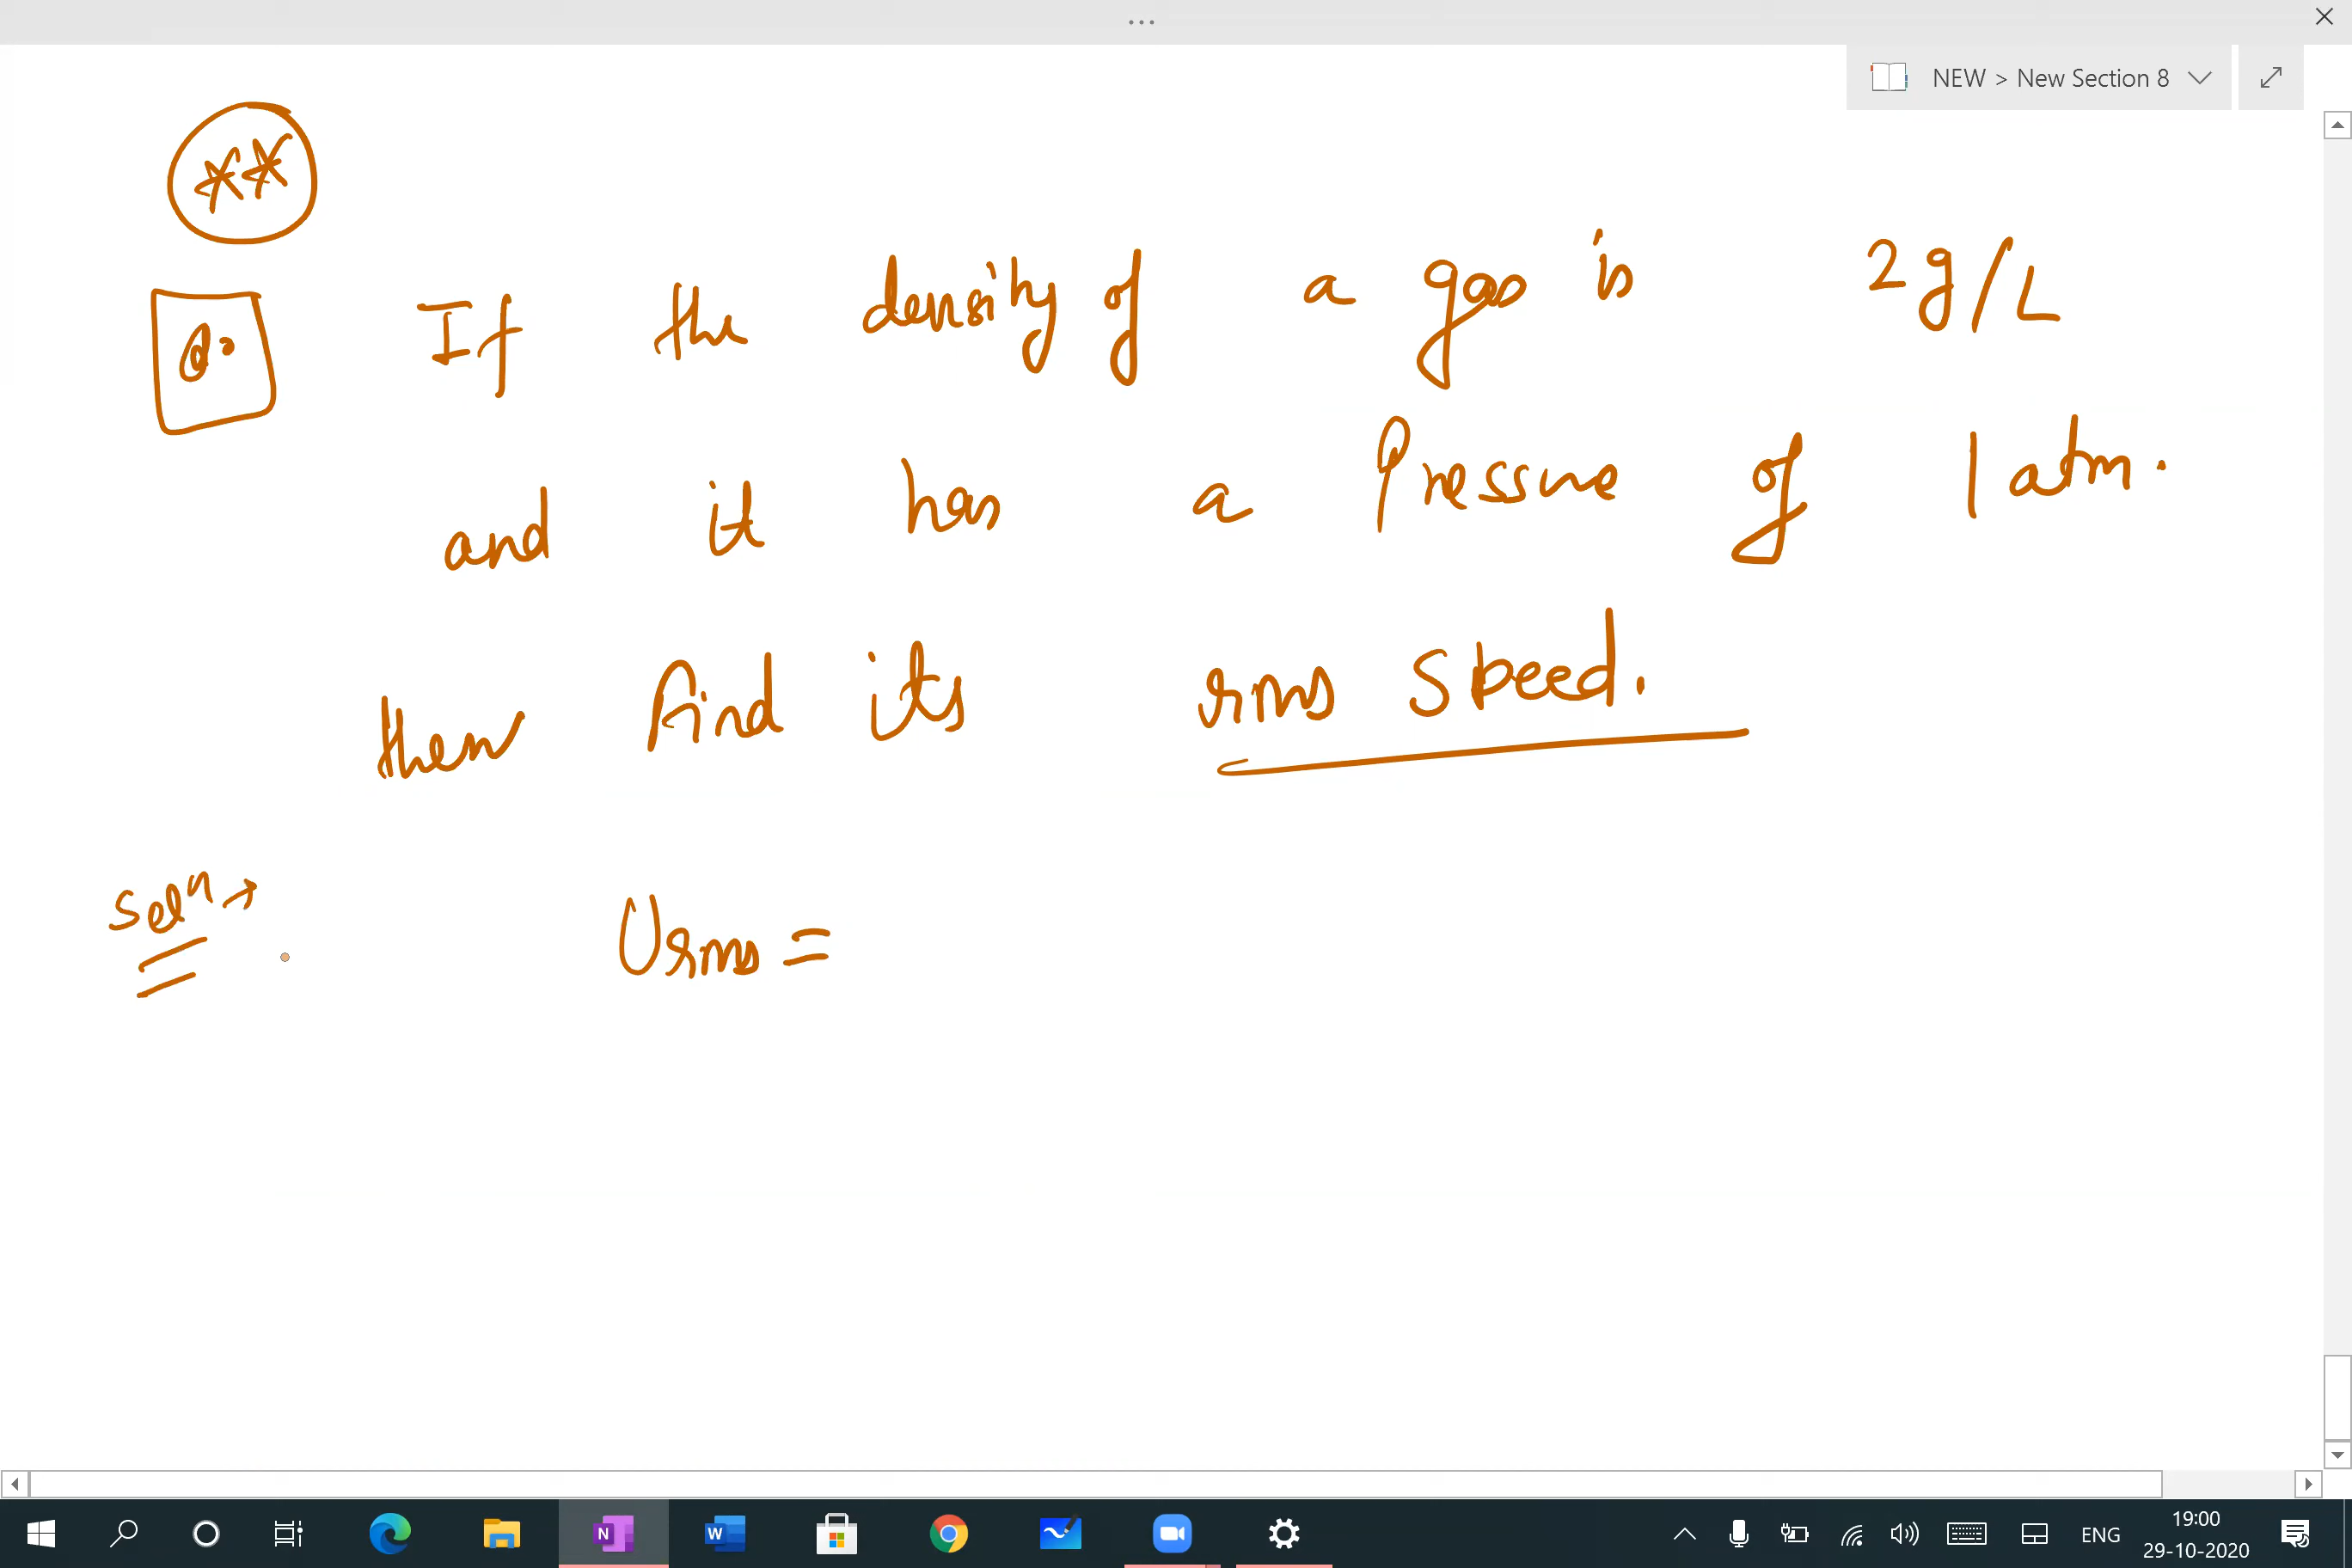 NEW > New Section 8
**
Q. If the density of a gas is 2g/L
and it has a Pressure of 1 atm.
then find its rms speed.
Solⁿ→ Urms =
ENG
19:00
29-10-2020